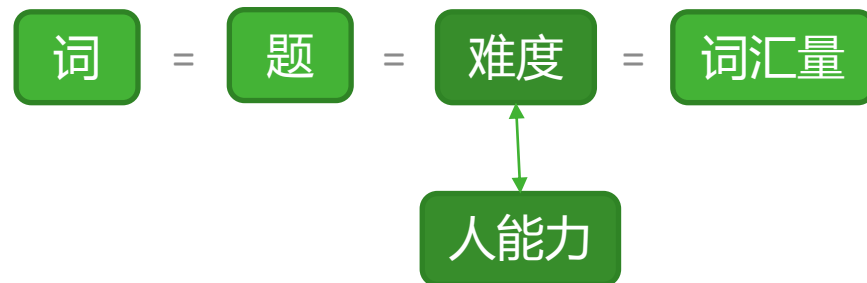 词 = 题 = 难度 = 词汇量
人能力